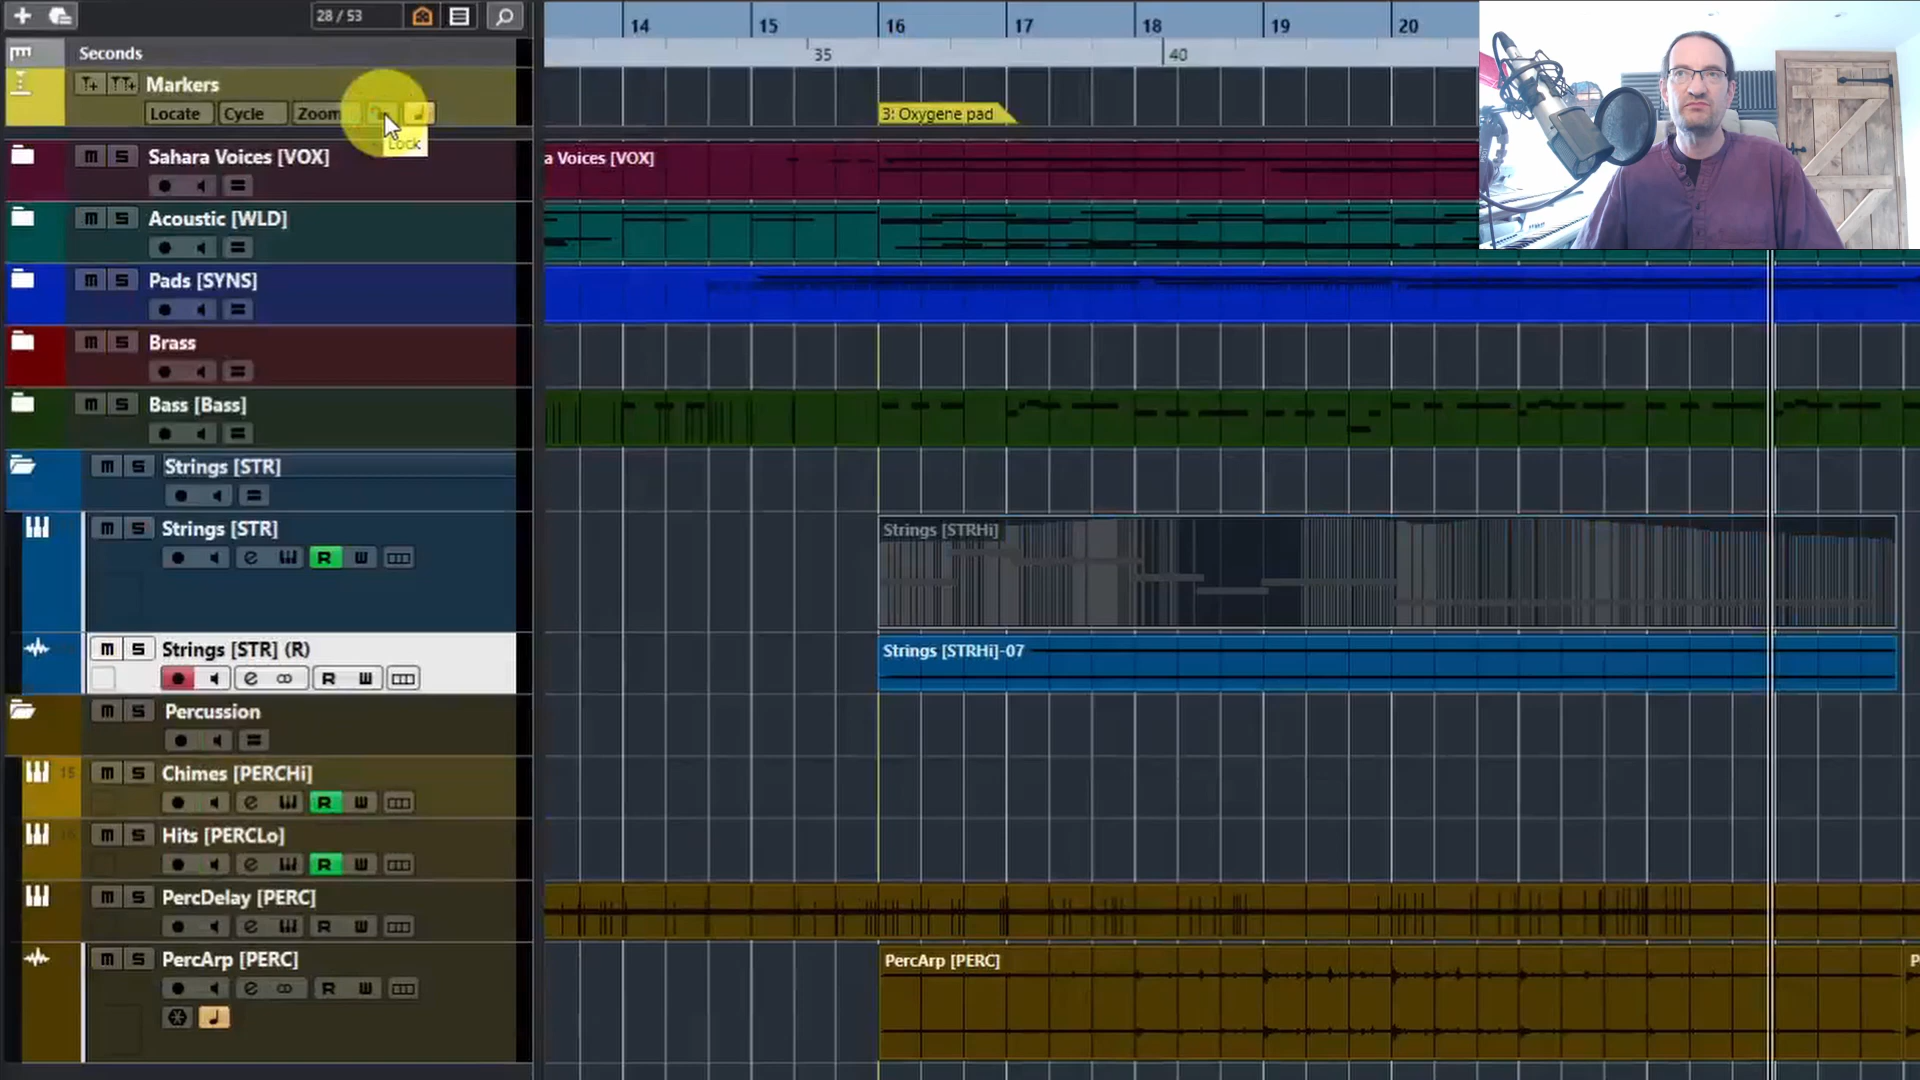 28 / 53
14 15 16 17 18 19 20
Seconds
35 40
Markers
Locate Cycle Zoom
Lock
3: Oxygene pad
M S Sahara Voices [VOX]
a Voices [VOX]
M S Acoustic [WLD]
M S Pads [SYNS]
M S Brass
M S Bass [Bass]
M S Strings [STR]
M S Strings [STR]
R W
Strings [STRHi]
M S Strings [STR] (R)
R W
Strings [STRHi]-07
M S Percussion
15 M S Chimes [PERCHi]
R W
M S Hits [PERCLo]
R W
M S PercDelay [PERC]
R W
M S PercArp [PERC]
R W
PercArp [PERC]
P